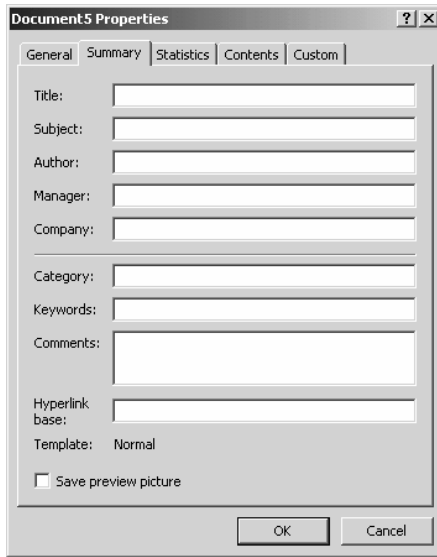 Document5 Properties
General Summary Statistics Contents Custom
Title:
Subject:
Author:
Manager:
Company:
Category:
Keywords:
Comments:
Hyperlink
base:
Template: Normal
Save preview picture
OK Cancel